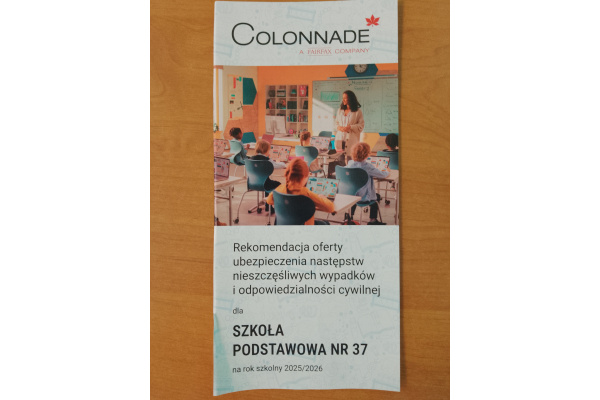 COLONNADE
A FAIRFAX COMPANY
Rekomendacja oferty
ubezpieczenia następstw
nieszczęśliwych wypadków
i odpowiedzialności cywilnej
dla
SZKOŁA
PODSTAWOWA NR 37
na rok szkolny 2025/2026